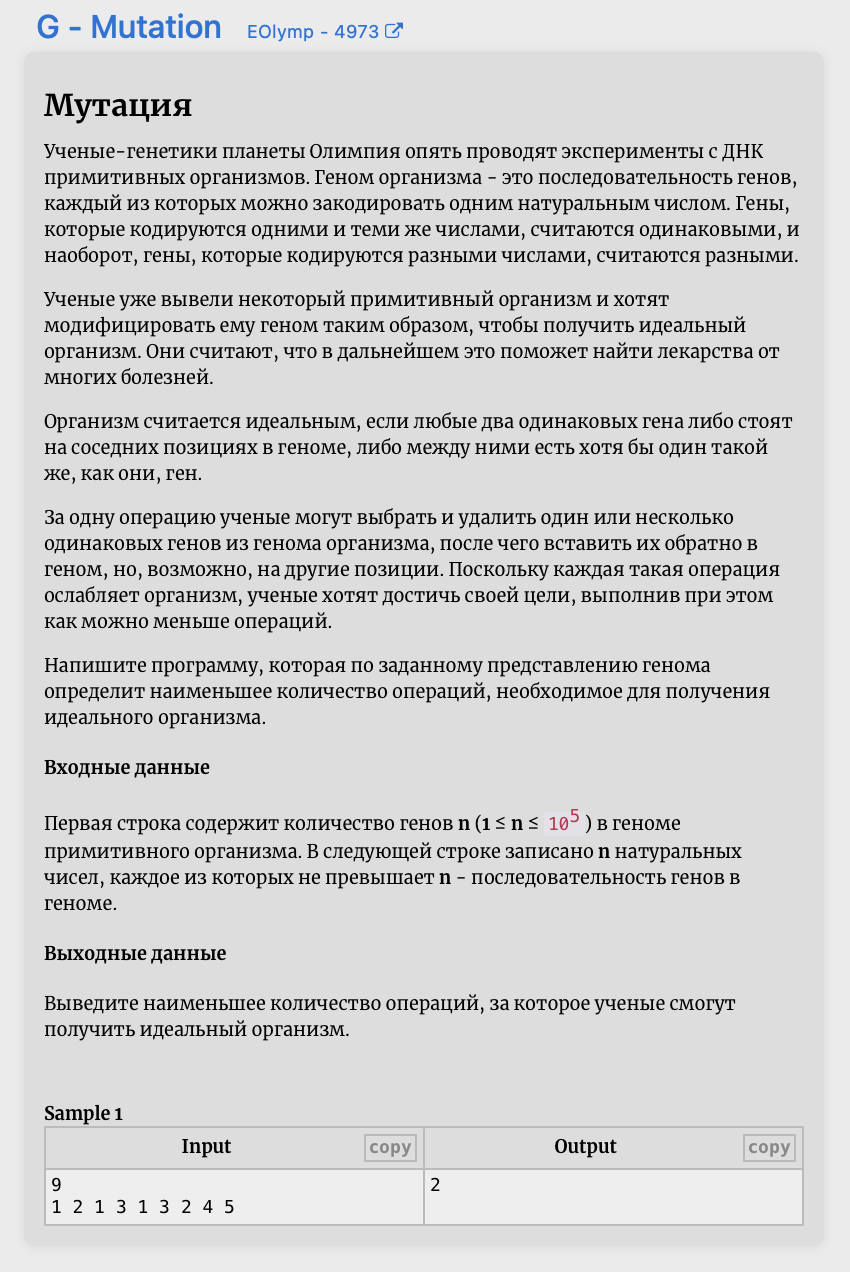 G - Mutation EOlymp - 4973
Мутация
Ученые-генетики планеты Олимпия опять проводят эксперименты с ДНК
примитивных организмов. Геном организма - это последовательность генов,
каждый из которых можно закодировать одним натуральным числом. Гены,
которые кодируются одними и теми же числами, считаются одинаковыми, и
наоборот, гены, которые кодируются разными числами, считаются разными.
Ученые уже вывели некоторый примитивный организм и хотят
модифицировать ему геном таким образом, чтобы получить идеальный
организм. Они считают, что в дальнейшем это поможет найти лекарства от
многих болезней.
Организм считается идеальным, если любые два одинаковых гена либо стоят
на соседних позициях в геноме, либо между ними есть хотя бы один такой
же, как они, ген.
За одну операцию ученые могут выбрать и удалить один или несколько
одинаковых генов из генома организма, после чего вставить их обратно в
геном, но, возможно, на другие позиции. Поскольку каждая такая операция
ослабляет организм, ученые хотят достичь своей цели, выполнив при этом
как можно меньше операций.
Напишите программу, которая по заданному представлению генома
определит наименьшее количество операций, необходимое для получения
идеального организма.
Входные данные
Первая строка содержит количество генов n (1 ≤ n ≤ 10^5) в геноме
примитивного организма. В следующей строке записано n натуральных
чисел, каждое из которых не превышает n - последовательность генов в
геноме.
Выходные данные
Выведите наименьшее количество операций, за которое ученые смогут
получить идеальный организм.
Sample 1
Input copy Output copy
9 2
1 2 1 3 1 3 2 4 5